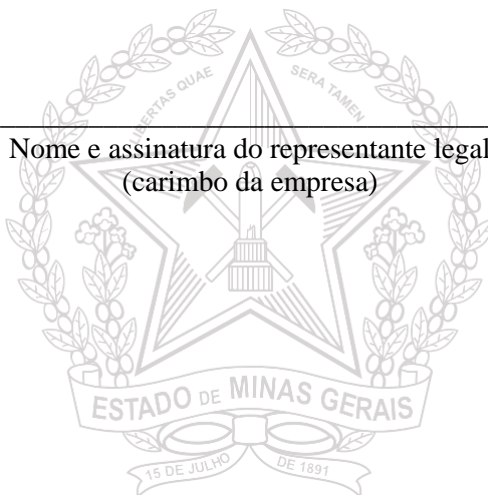 LIBERTAS QUAE SERA TAMEN
Nome e assinatura do representante legal
(carimbo da empresa)
ESTADO DE MINAS GERAIS
15 DE JULHO DE 1891